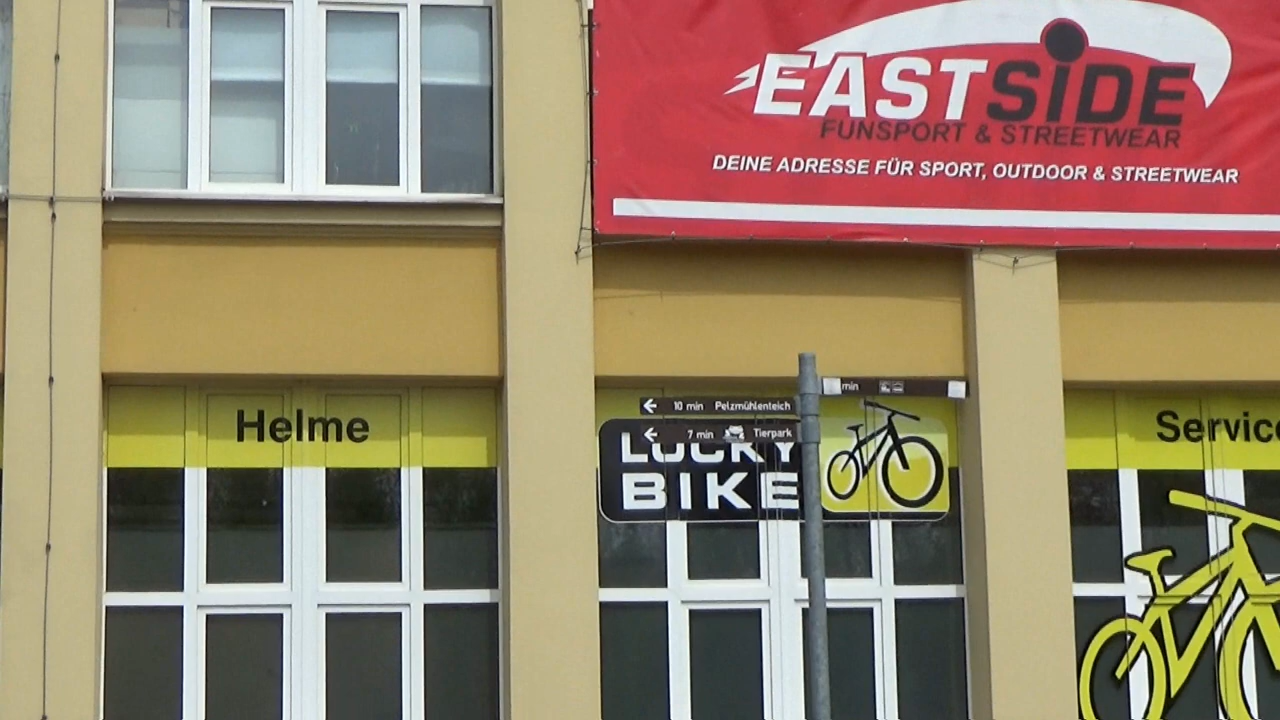 EASTSiDE
FUNSPORT & STREETWEAR
DEINE ADRESSE FÜR SPORT, OUTDOOR & STREETWEAR
min
10 min Pelzmühlenteich
7 min Tierpark
Helme
LUCKY
BIKE
Service